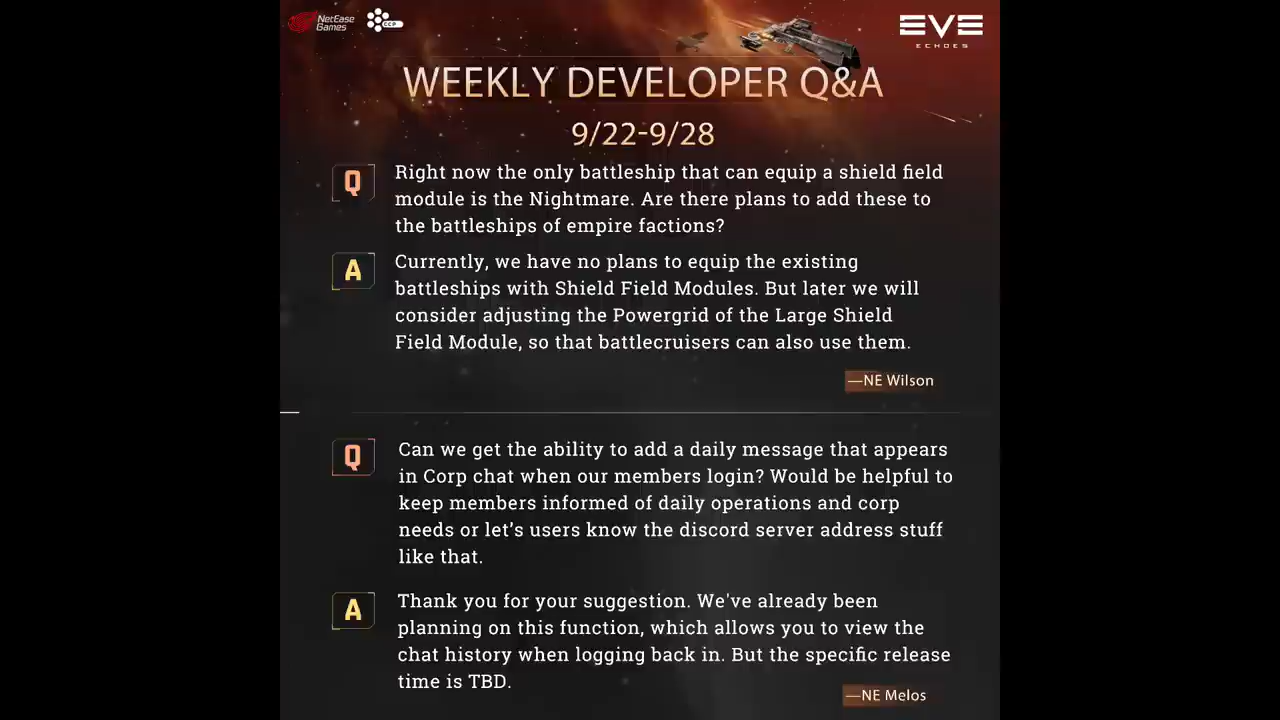 NetEase Games
CCP
EVE
ECHOES
WEEKLY DEVELOPER Q&A
9/22-9/28
Q
Right now the only battleship that can equip a shield field
module is the Nightmare. Are there plans to add these to
the battleships of empire factions?
A
Currently, we have no plans to equip the existing
battleships with Shield Field Modules. But later we will
consider adjusting the Powergrid of the Large Shield
Field Module, so that battlecruisers can also use them.
—NE Wilson
Q
Can we get the ability to add a daily message that appears
in Corp chat when our members login? Would be helpful to
keep members informed of daily operations and corp
needs or let’s users know the discord server address stuff
like that.
A
Thank you for your suggestion. We've already been
planning on this function, which allows you to view the
chat history when logging back in. But the specific release
time is TBD.
—NE Melos